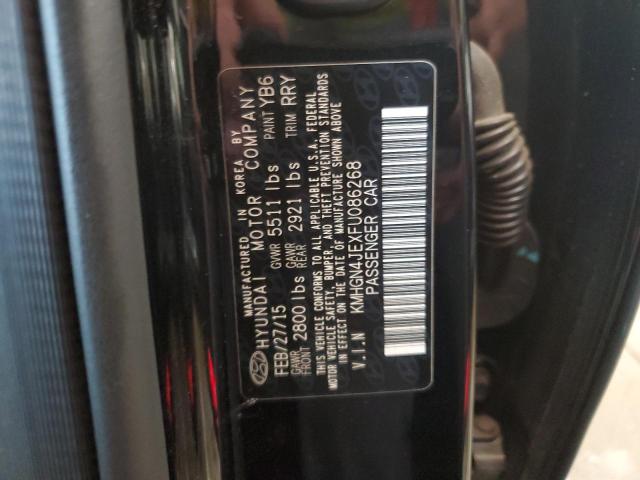 MANUFACTURED IN KOREA BY
HYUNDAI MOTOR COMPANY
FEB/27/15 GVWR 5511 lbs PAINT YB6
GAWR FRONT 2800 lbs GAWR REAR 2921 lbs TRIM RRY
THIS VEHICLE CONFORMS TO ALL APPLICABLE U.S.A. FEDERAL
MOTOR VEHICLE SAFETY, BUMPER, AND THEFT PREVENTION STANDARDS
IN EFFECT ON THE DATE OF MANUFACTURE SHOWN ABOVE
V.I.N KMHGN4JEXFU086268
PASSENGER CAR